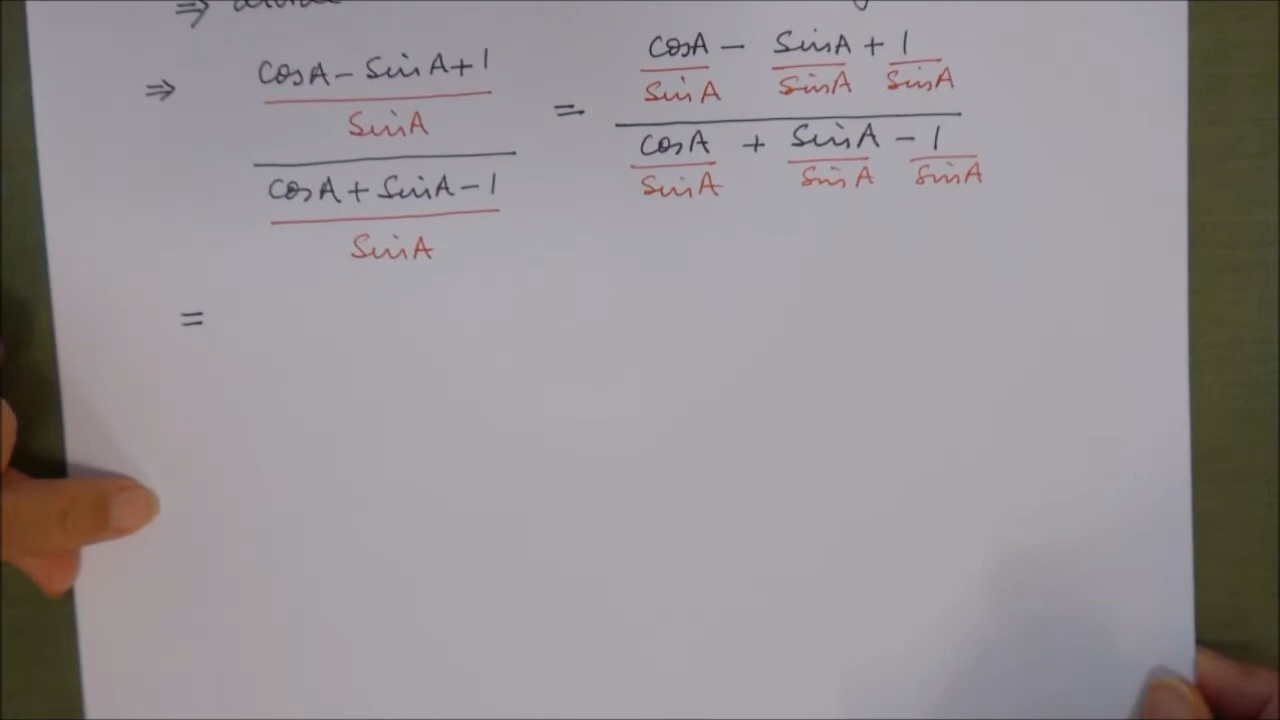 ⇒
⇒ cosA - sinA + 1 / sinA / cosA + sinA - 1 / sinA = cosA/sinA - sinA/sinA + 1/sinA / cosA/sinA + sinA/sinA - 1/sinA
=